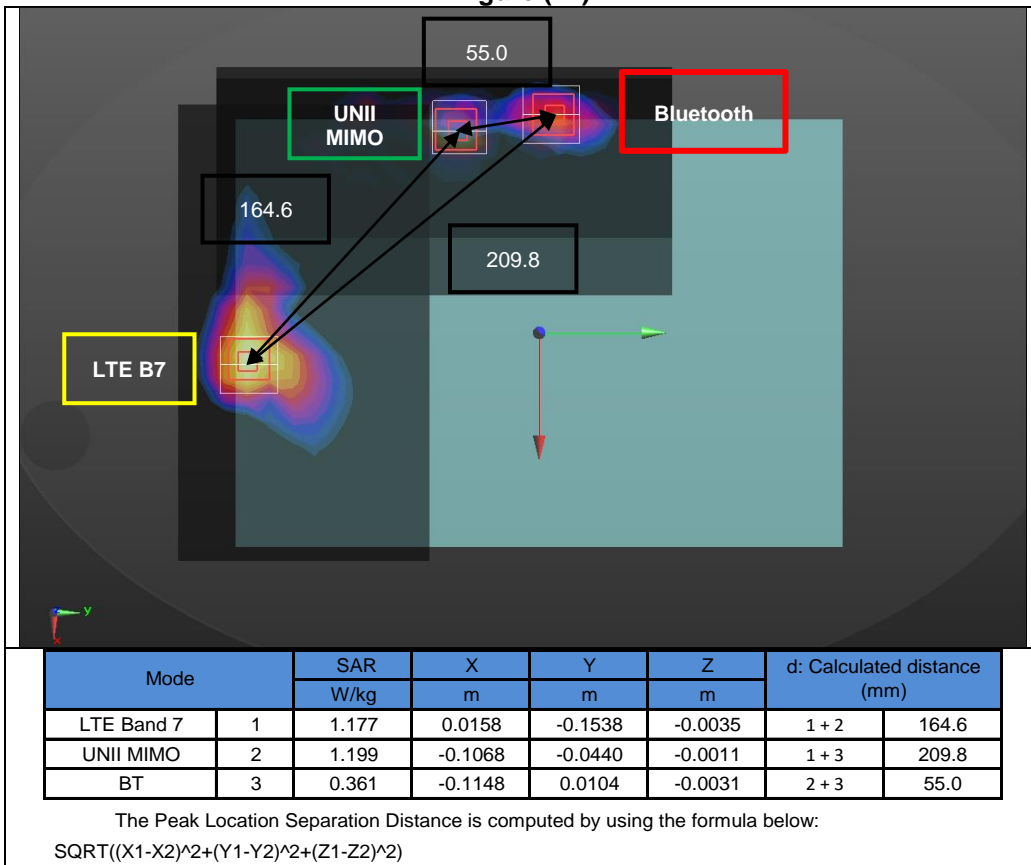 55.0
UNII
MIMO
Bluetooth
164.6
209.8
LTE B7
y
x
Mode SAR X Y Z d: Calculated distance (mm)
W/kg m m m
LTE Band 7 1 1.177 0.0158 -0.1538 -0.0035 1 + 2 164.6
UNII MIMO 2 1.199 -0.1068 -0.0440 -0.0011 1 + 3 209.8
BT 3 0.361 -0.1148 0.0104 -0.0031 2 + 3 55.0
The Peak Location Separation Distance is computed by using the formula below:
SQRT((X1-X2)^2+(Y1-Y2)^2+(Z1-Z2)^2)